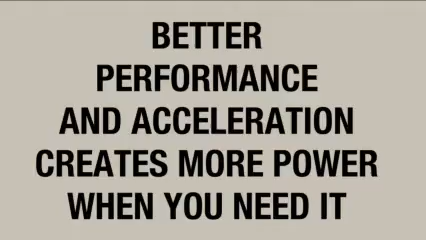 BETTER
PERFORMANCE
AND ACCELERATION
CREATES MORE POWER
WHEN YOU NEED IT